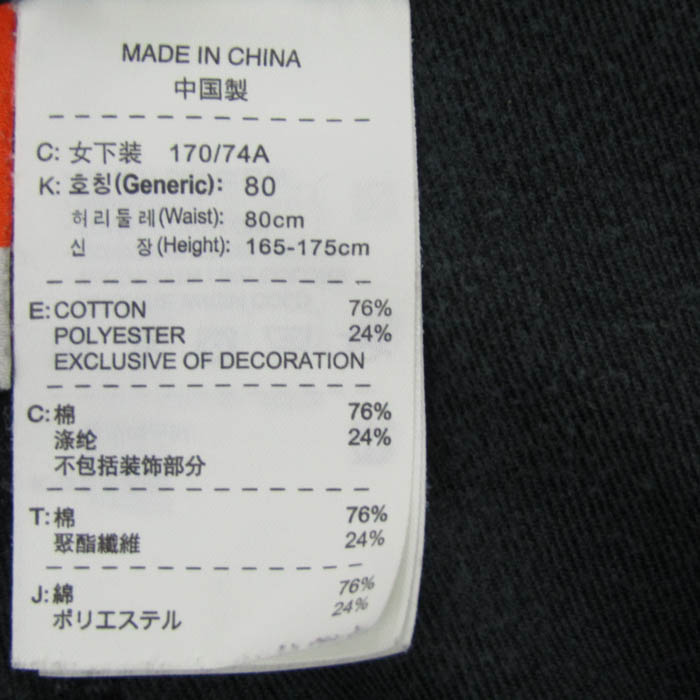 MADE IN CHINA
中国製
C: 女下装 170/74A
K: 호칭(Generic): 80
허리둘레(Waist): 80cm
신 장(Height): 165-175cm
E: COTTON 76%
POLYESTER 24%
EXCLUSIVE OF DECORATION
C: 棉 76%
涤纶 24%
不包括装饰部分
T: 棉 76%
聚酯纖維 24%
J: 綿 76%
ポリエステル 24%